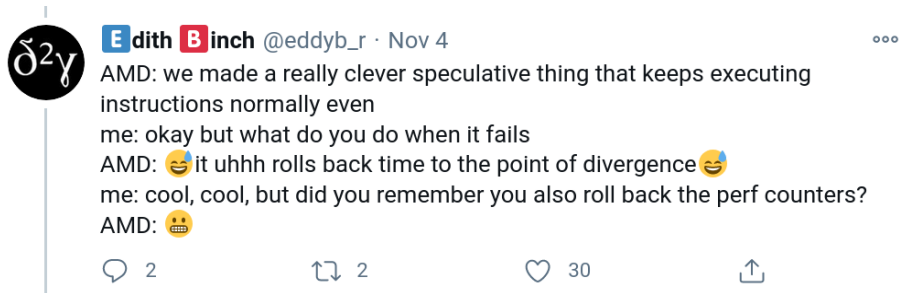 δ²γ
🇪dith 🅱inch @eddyb_r · Nov 4
AMD: we made a really clever speculative thing that keeps executing
instructions normally even
me: okay but what do you do when it fails
AMD: 😅it uhhh rolls back time to the point of divergence😅
me: cool, cool, but did you remember you also roll back the perf counters?
AMD: 😬
2 2 30